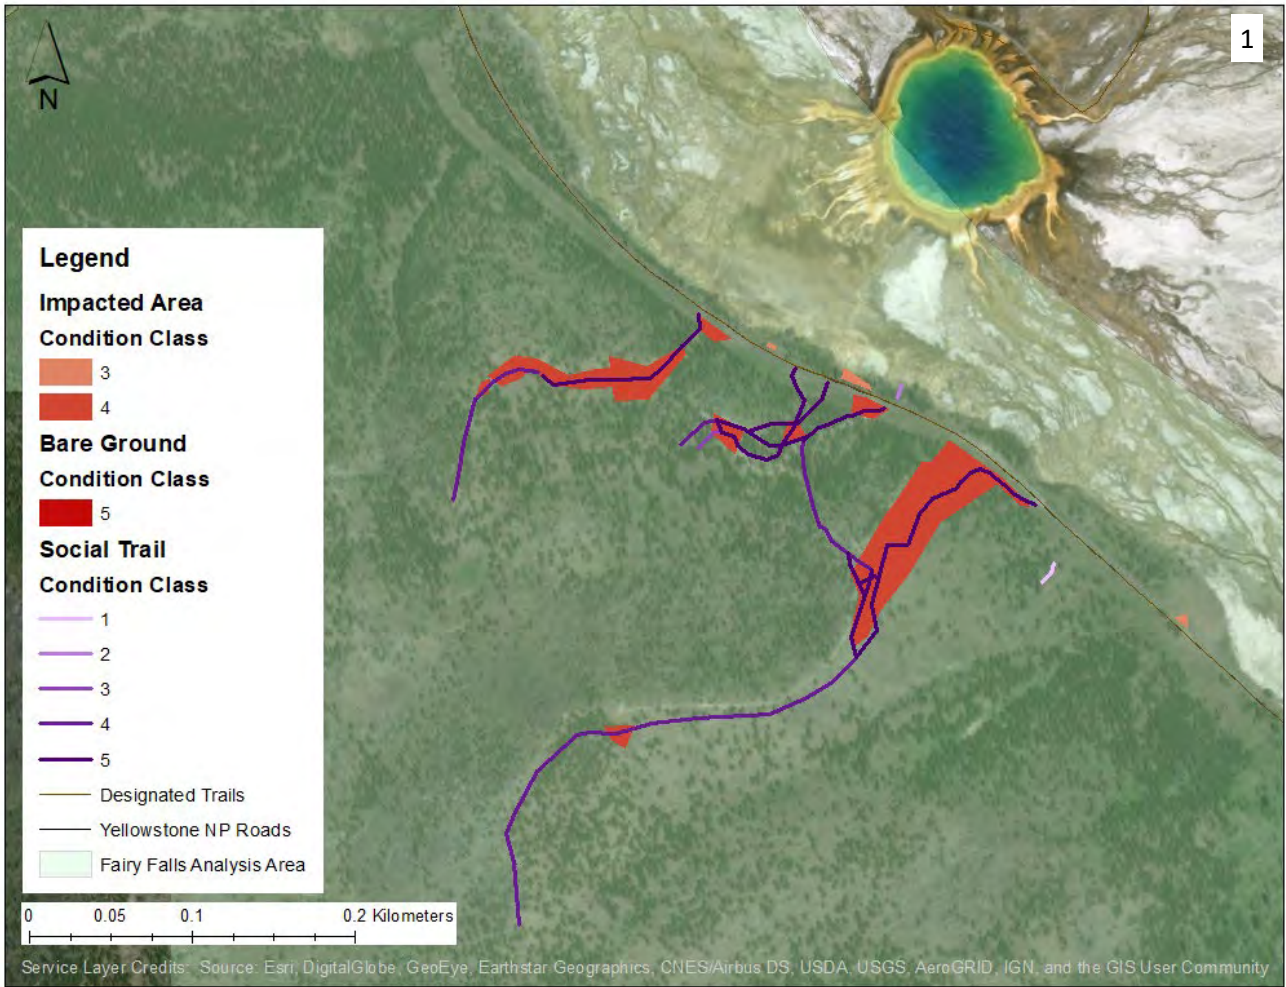 1
N
Legend
Impacted Area
Condition Class
3
4
Bare Ground
Condition Class
5
Social Trail
Condition Class
1
2
3
4
5
Designated Trails
Yellowstone NP Roads
Fairy Falls Analysis Area
0 0.05 0.1 0.2 Kilometers
Service Layer Credits: Source: Esri, DigitalGlobe, GeoEye, Earthstar Geographics, CNES/Airbus DS, USDA, USGS, AeroGRID, IGN, and the GIS User Community